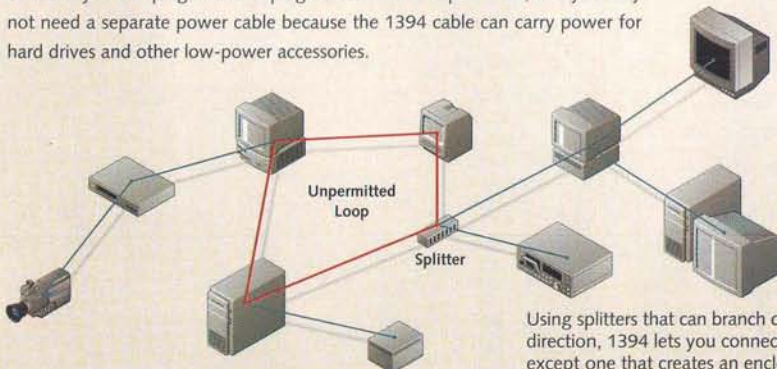 not need a separate power cable because the 1394 cable can carry power for
hard drives and other low-power accessories.
Unpermitted
Loop
Splitter
Using splitters that can branch
direction, 1394 lets you connec
except one that creates an encl